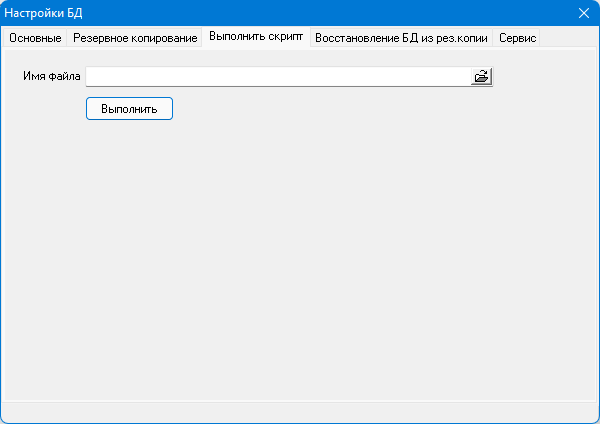 Настройки БД
Основные Резервное копирование Выполнить скрипт Восстановление БД из рез.копии Сервис
Имя файла
Выполнить